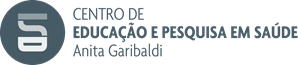 CENTRO DE
EDUCAÇÃO E PESQUISA EM SAÚDE
Anita Garibaldi